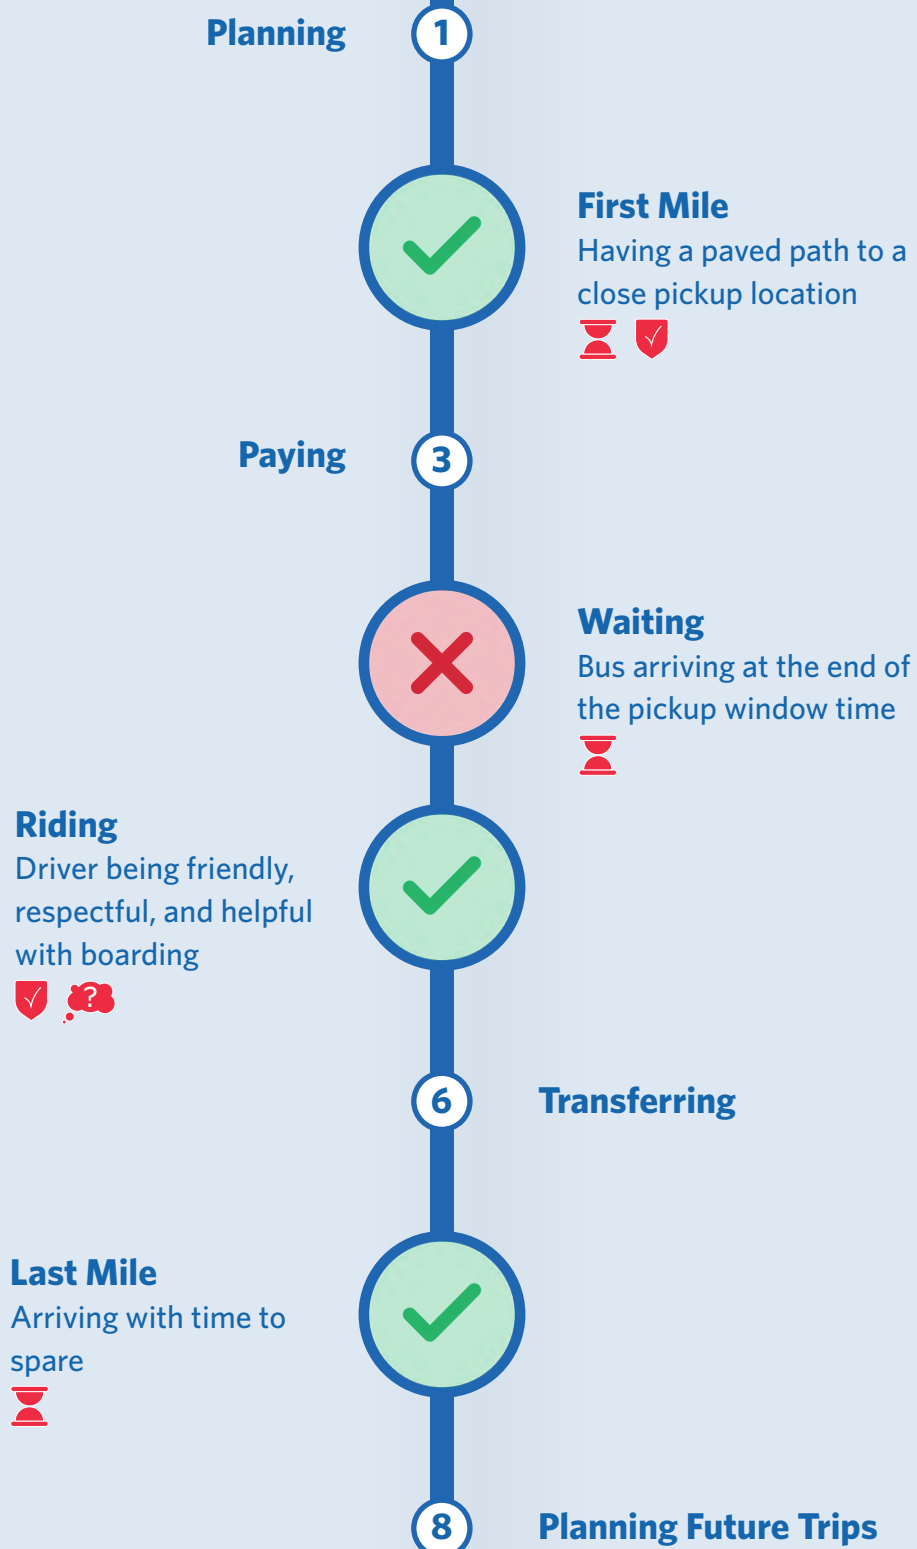 Planning
1
First Mile
Having a paved path to a
close pickup location
Paying
3
Waiting
Bus arriving at the end of
the pickup window time
Riding
Driver being friendly,
respectful, and helpful
with boarding
?
6
Transferring
Last Mile
Arriving with time to
spare
8
Planning Future Trips